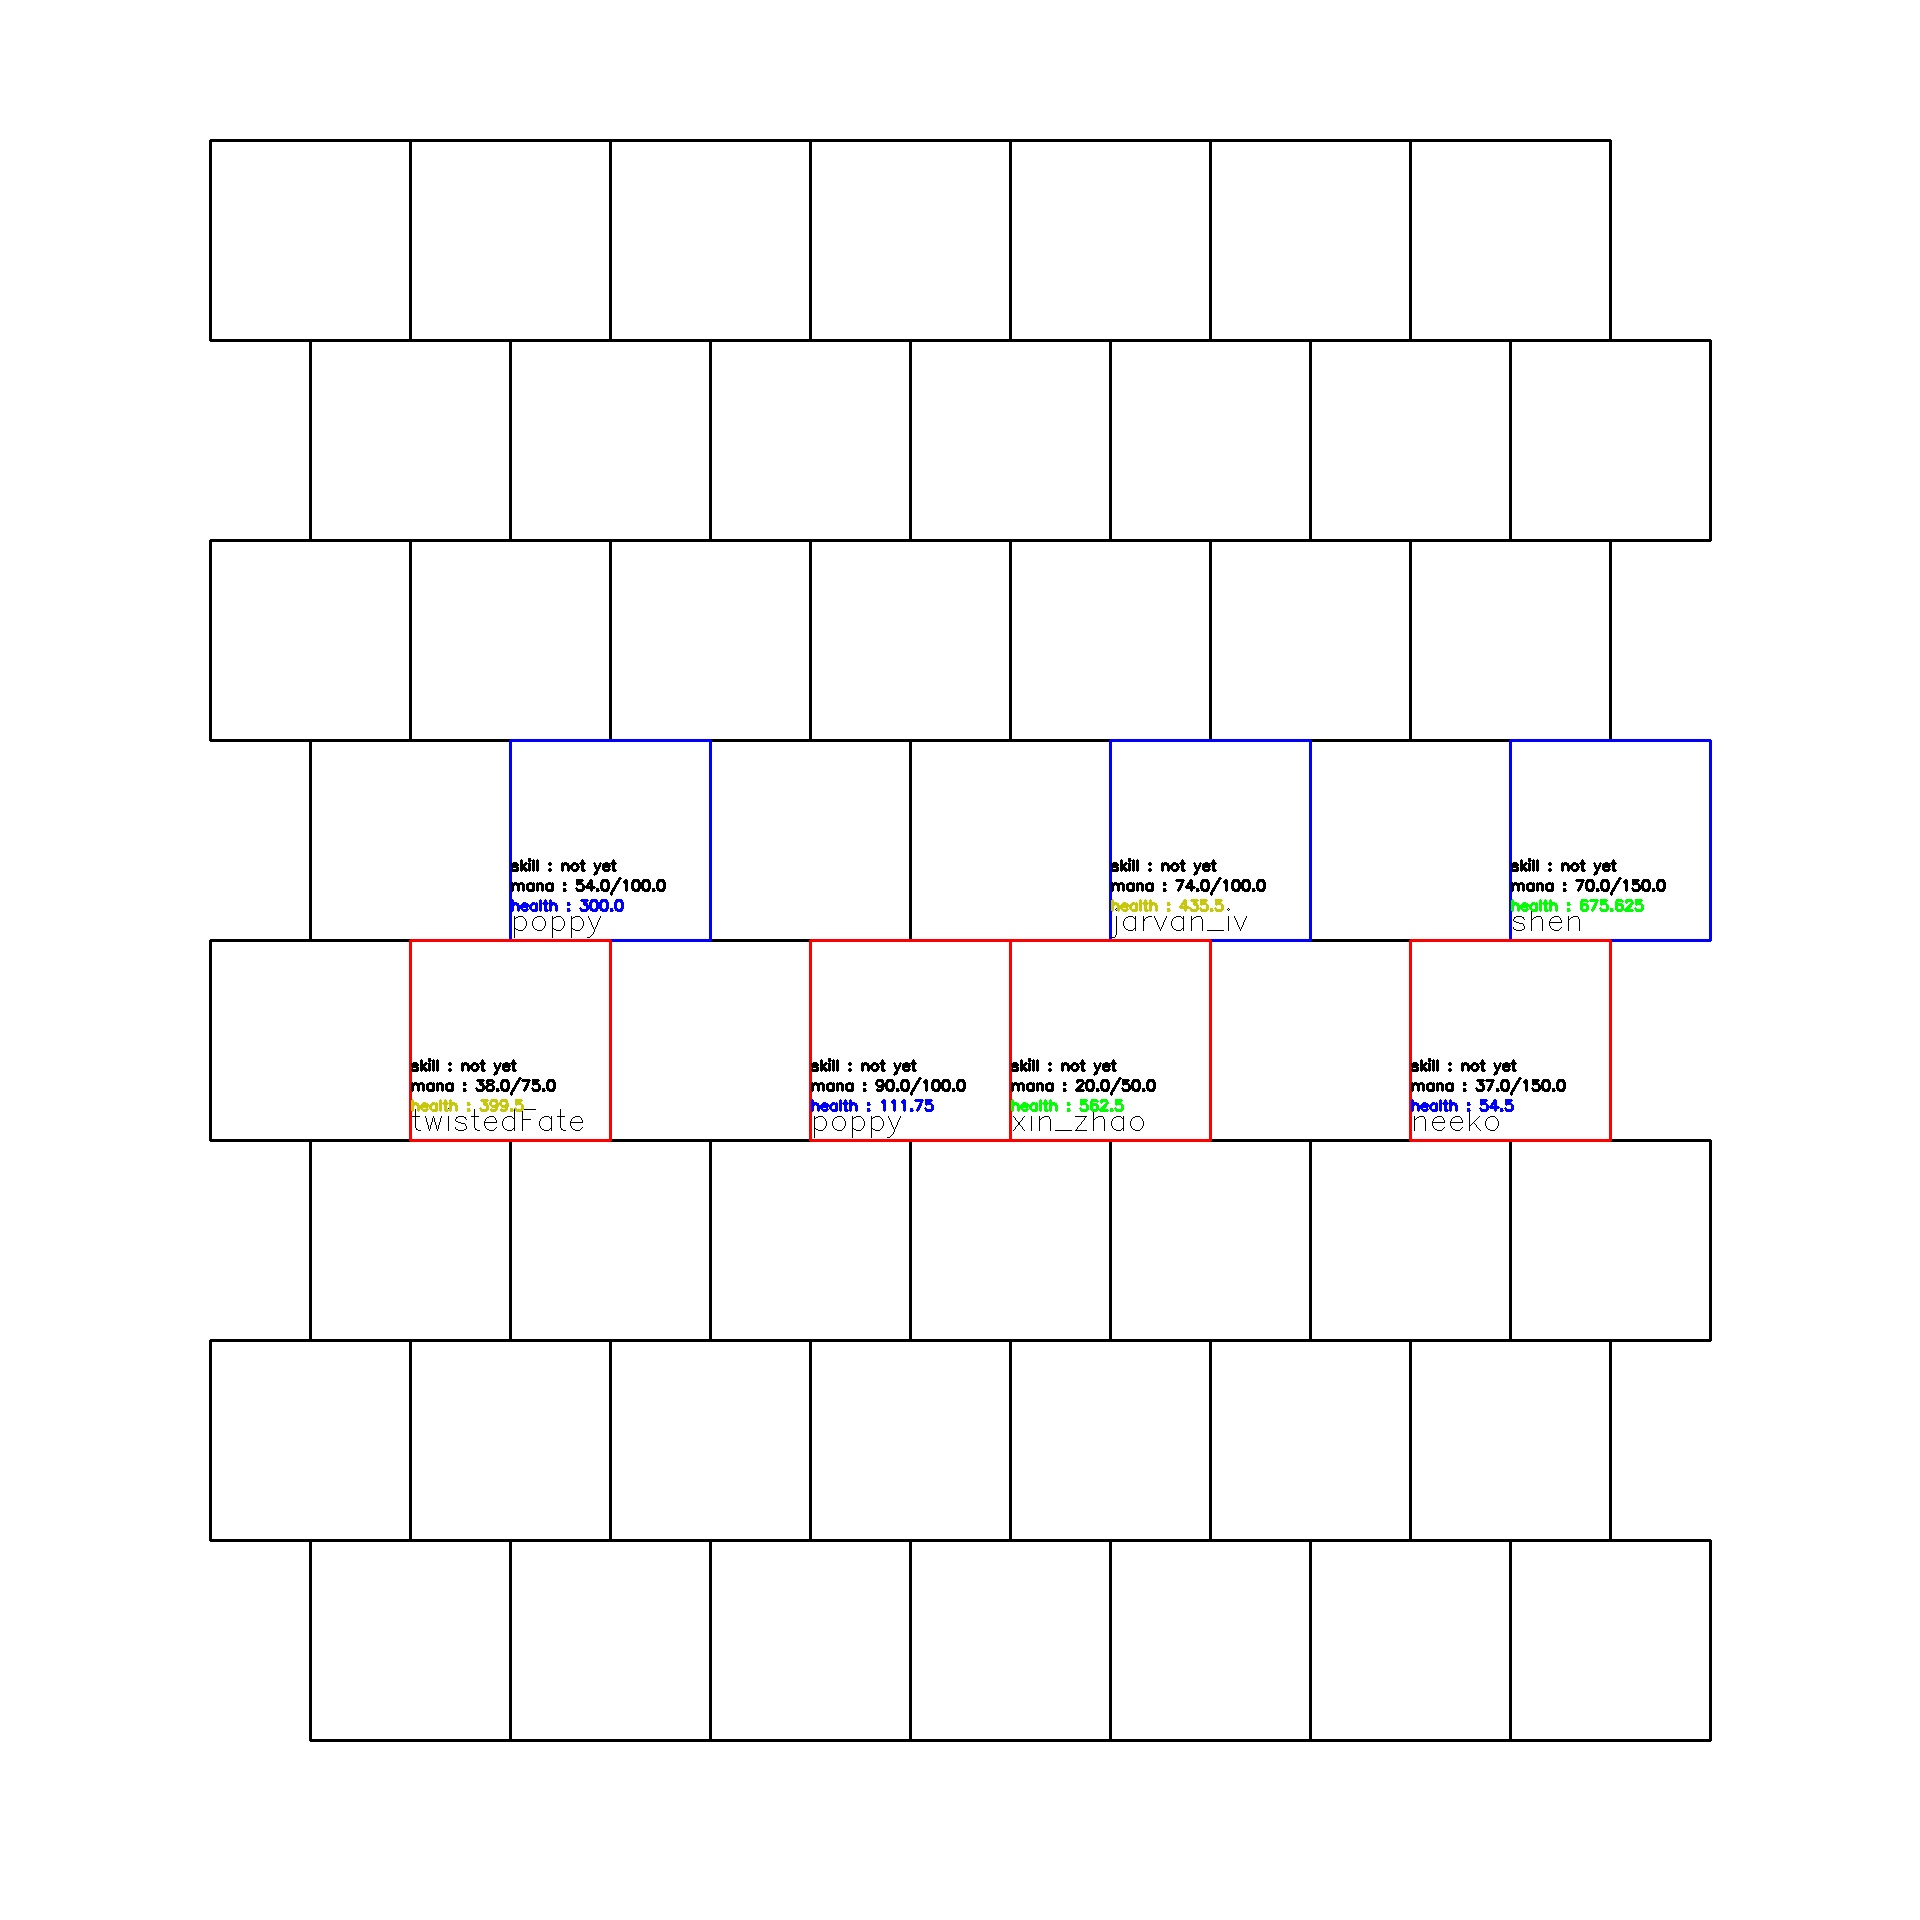 skill : not yet
mana : 54.0/100.0
health : 300.0
poppy
skill : not yet
mana : 74.0/100.0
health : 435.5
jarvan_iv
skill : not yet
mana : 70.0/150.0
health : 675.625
shen
skill : not yet
mana : 38.0/75.0
health : 399.5
twistedFate
skill : not yet
mana : 90.0/100.0
health : 111.75
poppy
skill : not yet
mana : 20.0/50.0
health : 562.5
xin_zhao
skill : not yet
mana : 37.0/150.0
health : 54.5
neeko